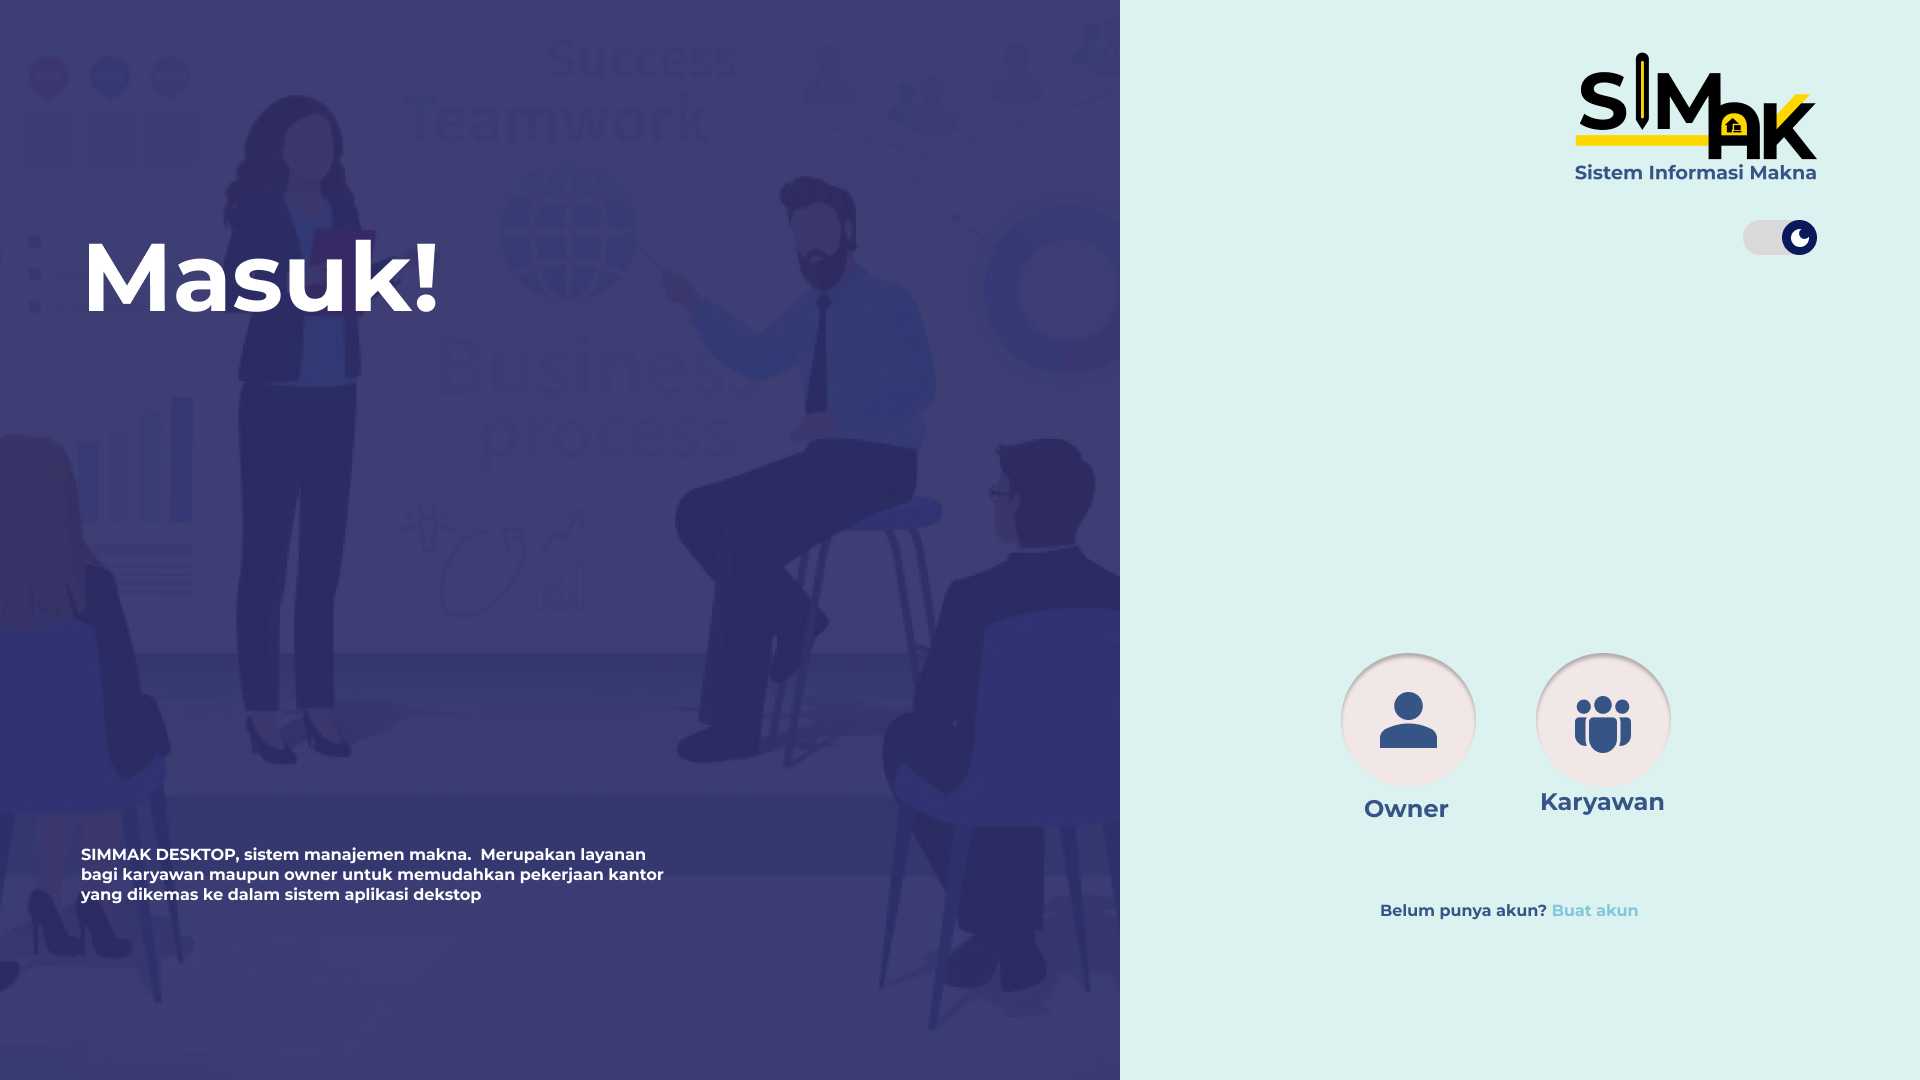 Success
Teamwork
Business
process
Masuk!
SIMMAK DESKTOP, sistem manajemen makna.  Merupakan layanan
bagi karyawan maupun owner untuk memudahkan pekerjaan kantor
yang dikemas ke dalam sistem aplikasi dekstop
SIMAK
Sistem Informasi Makna
Owner
Karyawan
Belum punya akun? Buat akun